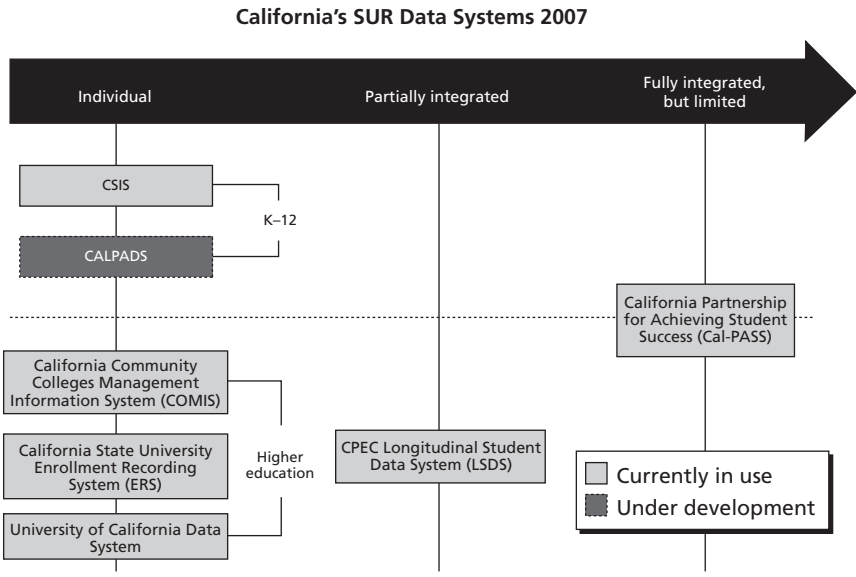 California's SUR Data Systems 2007
Individual
Partially integrated
Fully integrated,
but limited
CSIS
K–12
CALPADS
California Partnership
for Achieving Student
Success (Cal-PASS)
California Community
Colleges Management
Information System (COMIS)
California State University
Enrollment Recording
System (ERS)
University of California Data
System
Higher
education
CPEC Longitudinal Student
Data System (LSDS)
Currently in use
Under development